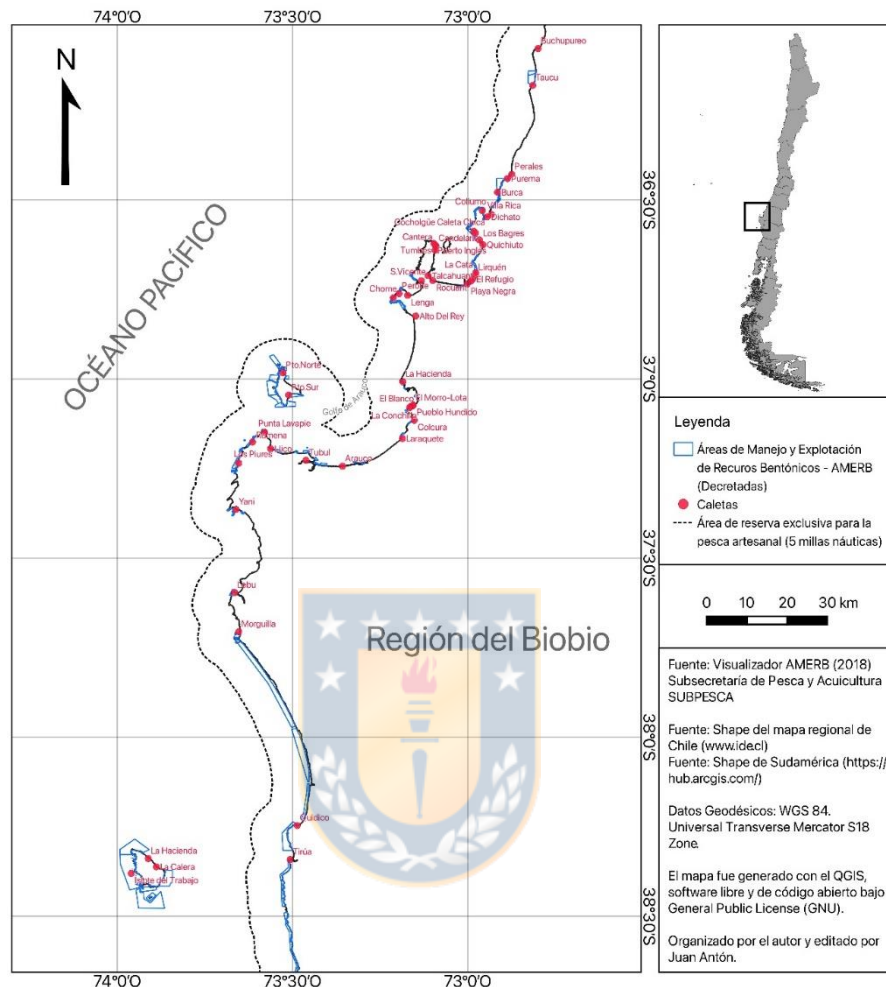 74°0'O
73°30'O
73°0'O
N
OCÉANO PACÍFICO
Golfo de Arauco
Región del Biobio
Buchupureo
Taucu
Perales
Purema
Burca
Collumo
Villa Rica
Dichato
Cocholgüe Caleta Chica
Los Bagres
Cantera
Candelaria
Quichiuto
Tumbes
Puerto Inglés
La Cata
Lirquén
S.Vicente
Talcahuano
El Refugio
Chome
Perone
Rocuant
Playa Negra
Lenga
Alto Del Rey
Pto.Norte
La Hacienda
Pto.Sur
El Blanco
El Morro-Lota
La Conchilla
Pueblo Hundido
Punta Lavapie
Colcura
Rumena
Llico
Laraquete
Los Piures
Tubul
Arauco
Yani
Lebu
Morguilla
Quidico
La Hacienda
Tirúa
La Calera
Islote del Trabajo
36°30'S
37°0'S
37°30'S
38°0'S
38°30'S
74°0'O
73°30'O
73°0'O
Leyenda
Áreas de Manejo y Explotación
de Recuros Bentónicos - AMERB
(Decretadas)
Caletas
Área de reserva exclusiva para la
pesca artesanal (5 millas náuticas)
0 10 20 30 km
Fuente: Visualizador AMERB (2018)
Subsecretaría de Pesca y Acuicultura
SUBPESCA
Fuente: Shape del mapa regional de
Chile (www.ide.cl)
Fuente: Shape de Sudamérica (https://
hub.arcgis.com/)
Datos Geodésicos: WGS 84.
Universal Transverse Mercator S18
Zone.
El mapa fue generado con el QGIS,
software libre y de código abierto bajo
General Public License (GNU).
Organizado por el autor y editado por
Juan Antón.